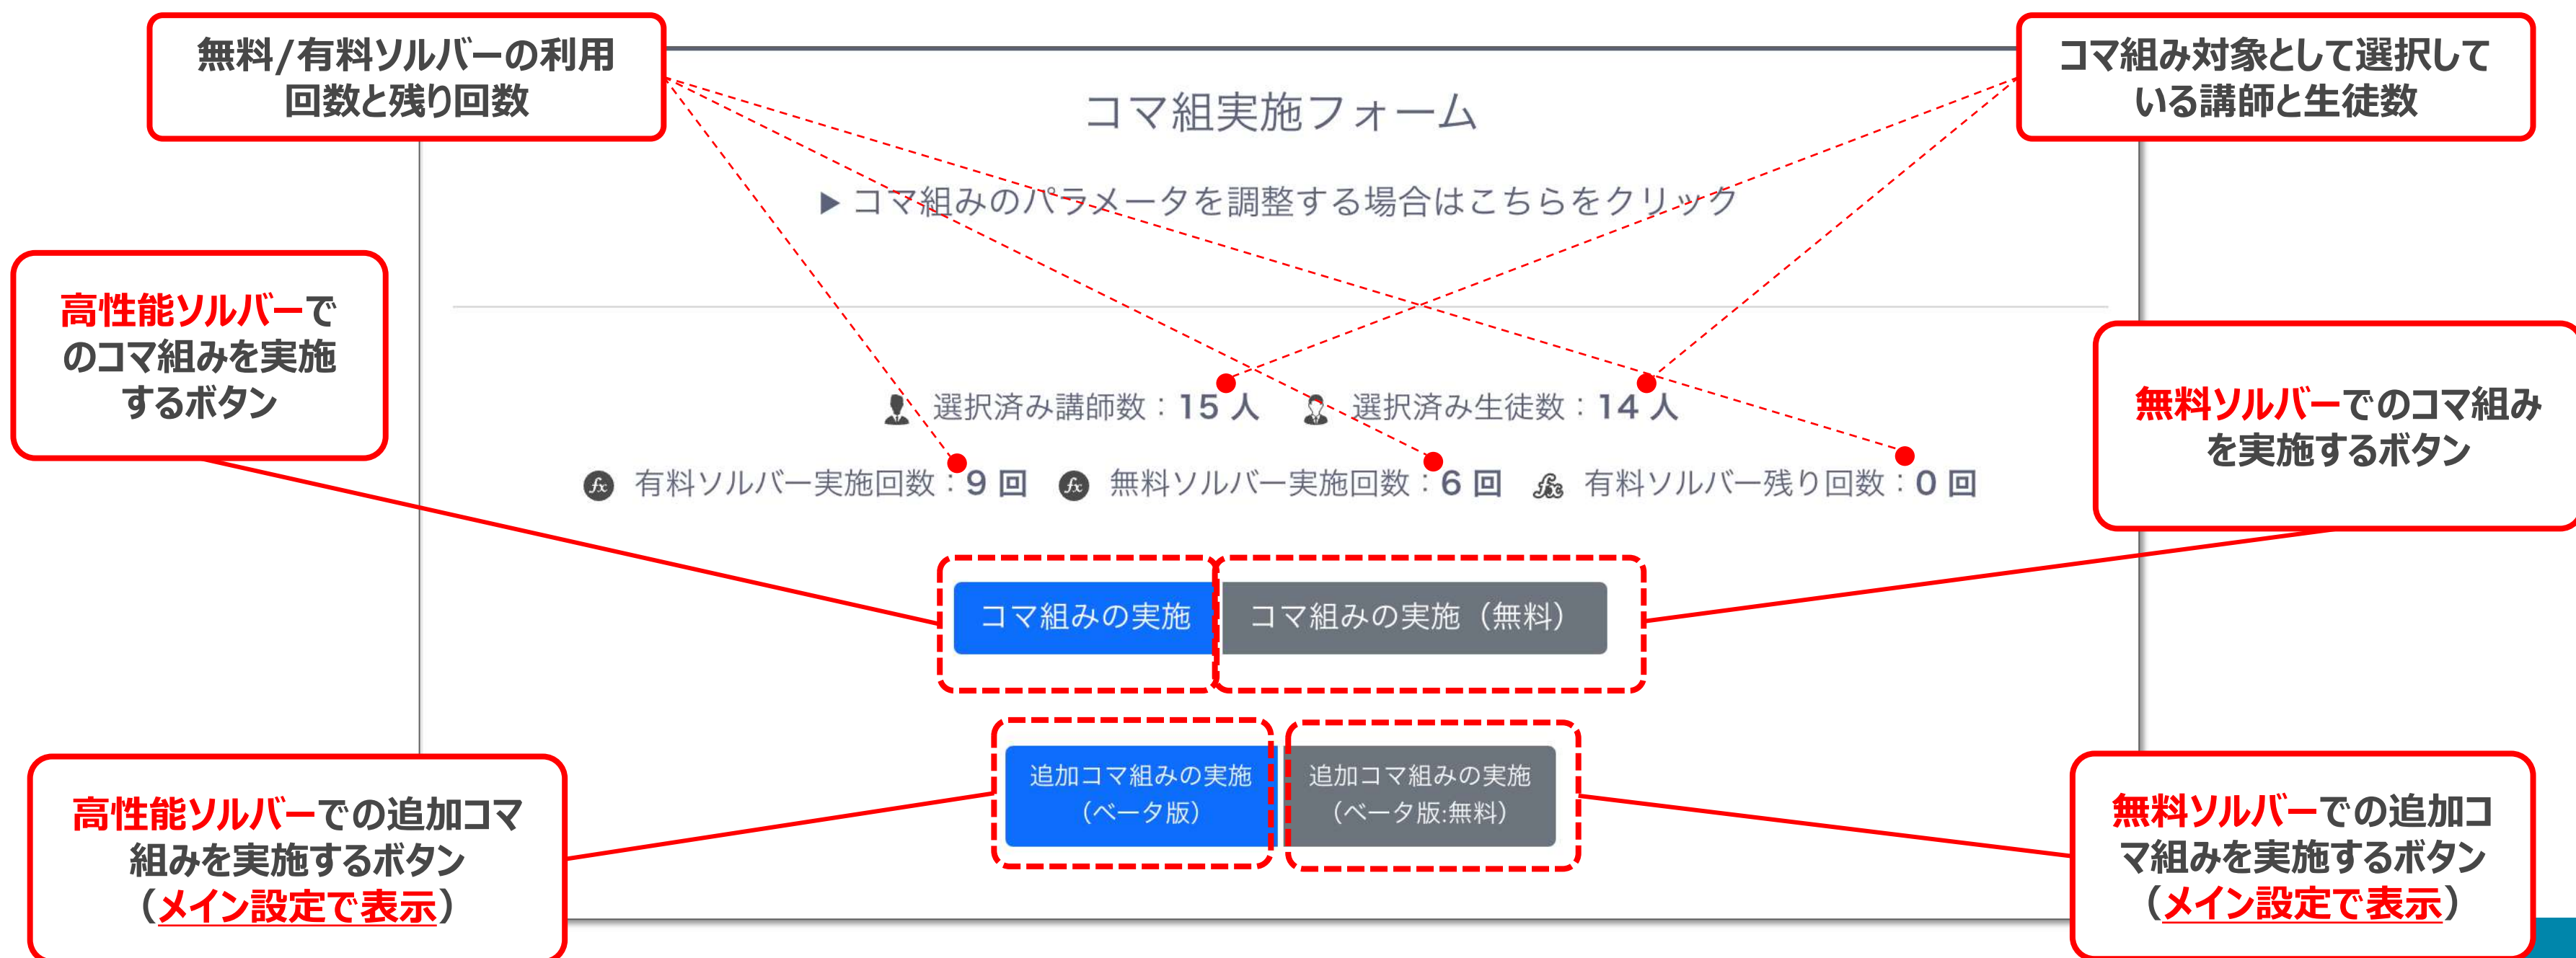 無料/有料ソルバーの利用
回数と残り回数
コマ組み対象として選択して
いる講師と生徒数
コマ組実施フォーム
▶ コマ組みのパラメータを調整する場合はこちらをクリック
高性能ソルバーで
のコマ組みを実施
するボタン
無料ソルバーでのコマ組み
を実施するボタン
選択済み講師数：15 人 選択済み生徒数：14 人
fx 有料ソルバー実施回数：9 回 fx 無料ソルバー実施回数：6 回 有料ソルバー残り回数：0 回
コマ組みの実施
コマ組みの実施（無料）
追加コマ組みの実施
（ベータ版）
追加コマ組みの実施
（ベータ版:無料）
高性能ソルバーでの追加コマ
組みを実施するボタン
（メイン設定で表示）
無料ソルバーでの追加コ
マ組みを実施するボタン
（メイン設定で表示）